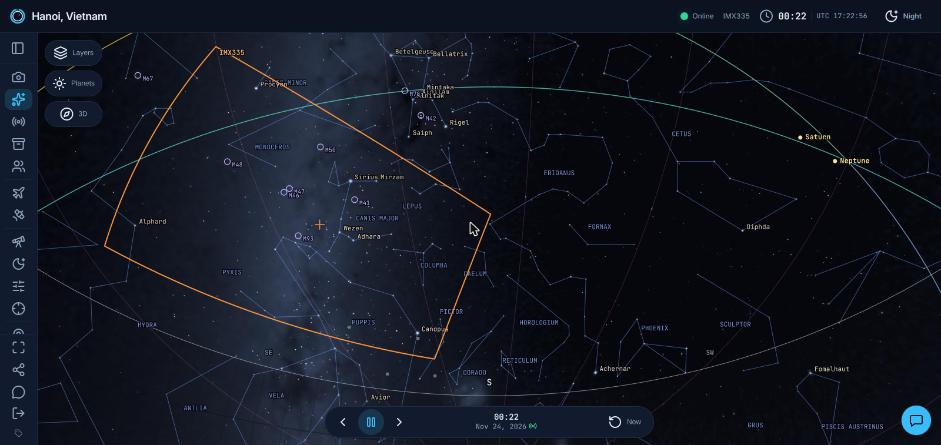 Hanoi, Vietnam
Online
IMX335
00:22
UTC 17:22:56
Night
Layers
Planets
3D
IMX335
Betelgeuse
Bellatrix
M67
Procyon
Mintaka
Saturn
M42
Rigel
Saiph
CETUS
Neptune
MONOCEROS
M50
M48
ERIDANUS
Sirius
Mirzam
M47
M46
M41
LEPUS
CANIS MAJOR
Alphard
Wezen
Adhara
M93
FORNAX
Diphda
COLUMBA
PYXIS
CAELUM
PICTOR
PUPPIS
HOROLOGIUM
SCULPTOR
HYDRA
Canopus
PHOENIX
SE
SW
RETICULUM
Achernar
Fomalhaut
DORADO
S
VELA
Avior
ANTLIA
GRUS
PISCIS AUSTRINUS
00:22
Nov 24, 2026
Now